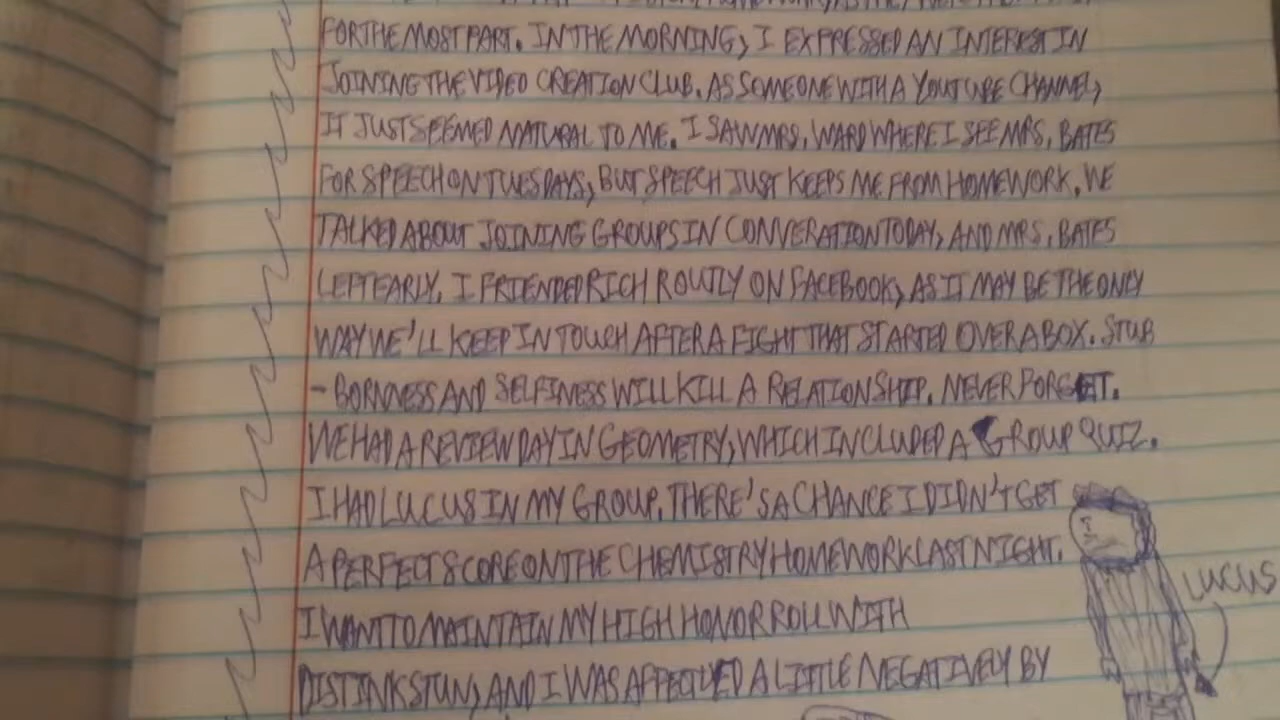 FOR THE MOST PART. IN THE MORNING, I EXPRESSED AN INTEREST IN
JOINING THE VIDEO CREATION CLUB. AS SOMEONE WITH A YOUTUBE CHANNEL,
IT JUST SEEMED NATURAL TO ME. I SAW MRS. WARD WHERE I SEE MRS. BATES
FOR SPEECH ON TUESDAYS, BUT SPEECH JUST KEEPS ME FROM HOMEWORK. WE
TALKED ABOUT JOINING GROUPS IN CONVERATION TODAY, AND MRS. BATES
LEFT EARLY. I FRIENDED RICH ROWLY ON FACEBOOK, AS IT MAY BE THE ONLY
WAY WE'LL KEEP IN TOUCH AFTER A FIGHT THAT STARTED OVER A BOX. STUB
-BORNNESS AND SELFINESS WILL KILL A RELATIONSHIP. NEVER FORGET.
WE HAD A REVIEW DAY IN GEOMETRY, WHICH INCLUDED A GROUP QUIZ.
I HAD LUCUS IN MY GROUP. THERE'S A CHANCE I DIDN'T GET
A PERFECT SCORE ON THE CHEMISTRY HOMEWORK LAST NIGHT.
LUCUS
I WANT TO MAINTAIN MY HIGH HONOR ROLL WITH
DISTINKSTUN, AND I WAS AFFECTED A LITTLE NEGATIVELY BY